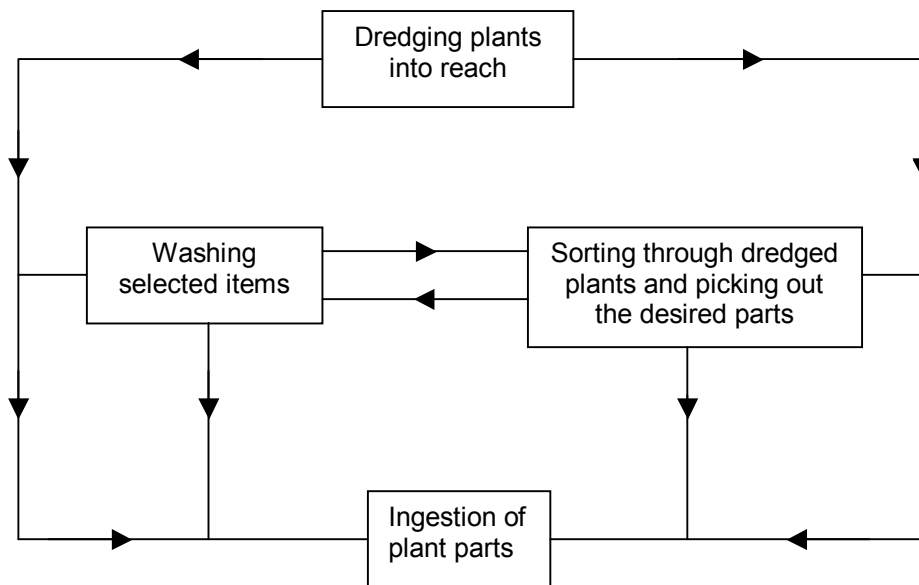 Dredging plants
into reach
Washing
selected items
Sorting through dredged
plants and picking out
the desired parts
Ingestion of
plant parts